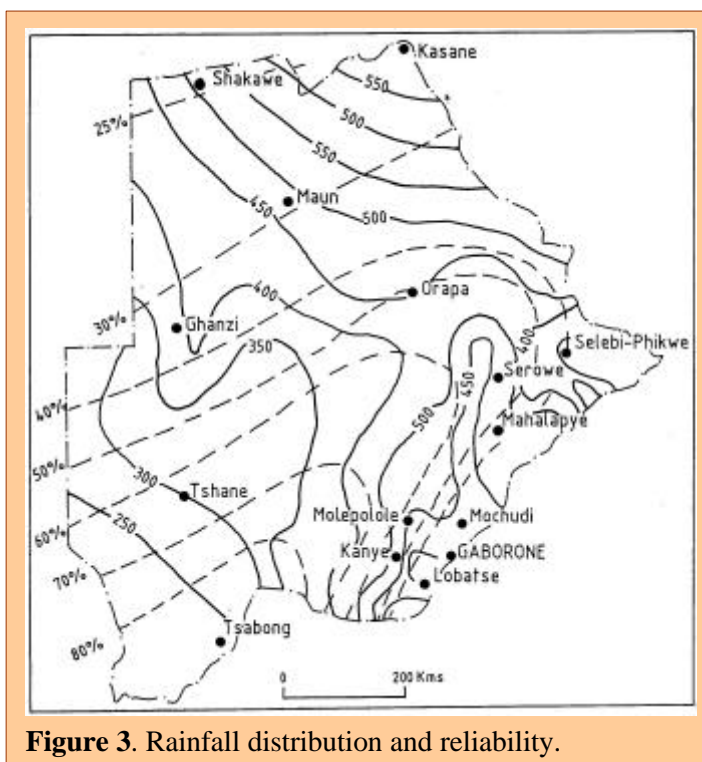 Kasane
Shakawe
550
25%
500
550
Maun
450
500
Orapa
30%
400
Ghanzi
400
Selebi-Phikwe
350
450
Serowe
40%
500
Mahalapye
50%
300
Tshane
250
Molepolole
Mochudi
60%
Kanye
GABORONE
70%
Lobatse
Tsabong
80%
0
200 Kms
Figure 3. Rainfall distribution and reliability.